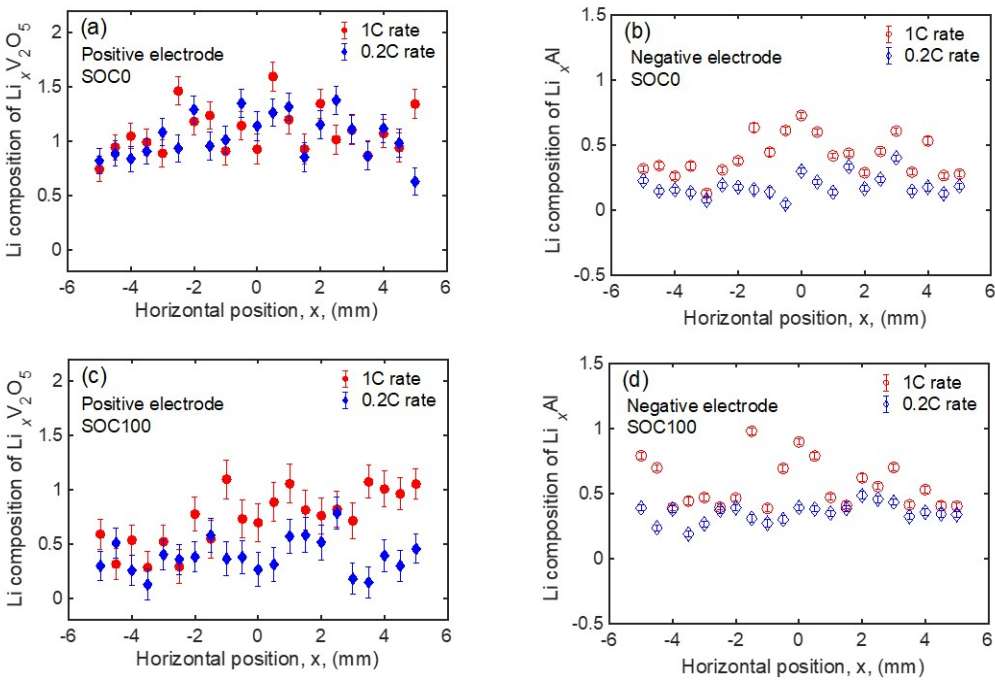 (a)
1C rate
0.2C rate
Positive electrode
SOC0
Li composition of LiₓV₂O₅
2
1.5
1
0.5
0
-6 -4 -2 0 2 4 6
Horizontal position, x, (mm)
(b)
1C rate
0.2C rate
Negative electrode
SOC0
Li composition of Li ₓAl
1.5
1
0.5
0
-0.5
-6 -4 -2 0 2 4 6
Horizontal position, x, (mm)
(c)
1C rate
0.2C rate
Positive electrode
SOC100
Li composition of LiₓV₂O₅
2
1.5
1
0.5
0
-6 -4 -2 0 2 4 6
Horizontal position, x, (mm)
(d)
1C rate
0.2C rate
Negative electrode
SOC100
Li composition of Li ₓAl
1.5
1
0.5
0
-0.5
-6 -4 -2 0 2 4 6
Horizontal position, x, (mm)